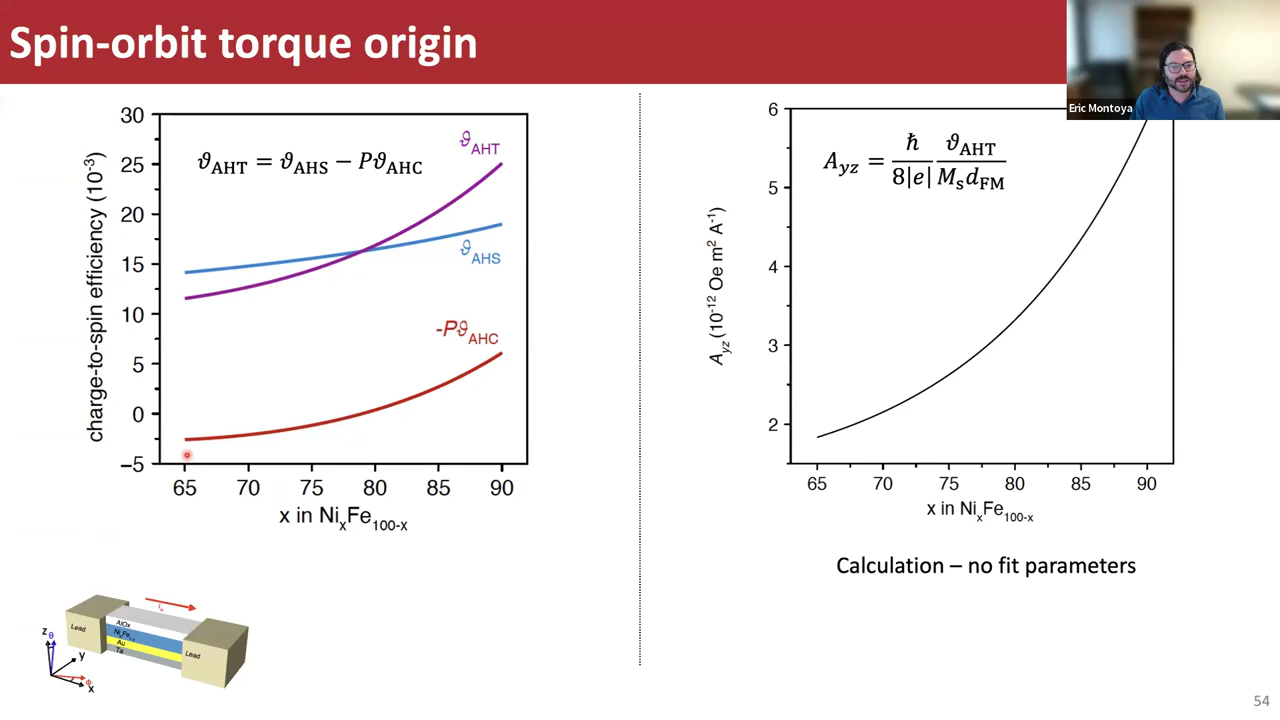 Spin-orbit torque origin
Eric Montoya
30
25
20
15
10
5
0
−5
charge-to-spin efficiency (10⁻³)
ϑ_AHT = ϑ_AHS − Pϑ_AHC
ϑ_AHT
ϑ_AHS
-Pϑ_AHC
65 70 75 80 85 90
x in Ni_xFe_100-x
6
5
4
3
2
A_yz (10⁻¹² Oe m² A⁻¹)
A_yz = ħ/8|e| ϑ_AHT/M_s d_FM
65 70 75 80 85 90
x in Ni_xFe_100-x
Calculation – no fit parameters
Lead
AlOx
Au
Ta
Lead
z θ
y
x ϕ
54